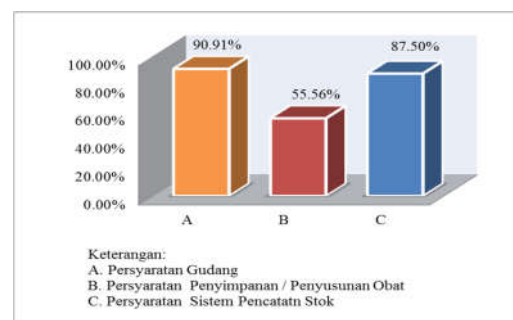 90.91%
87.50%
55.56%
100.00%
80.00%
60.00%
40.00%
20.00%
0.00%
A B C
Keterangan:
A. Persyaratan Gudang
B. Persyaratan Penyimpanan / Penyusunan Obat
C. Persyaratan Sistem Pencatatn Stok